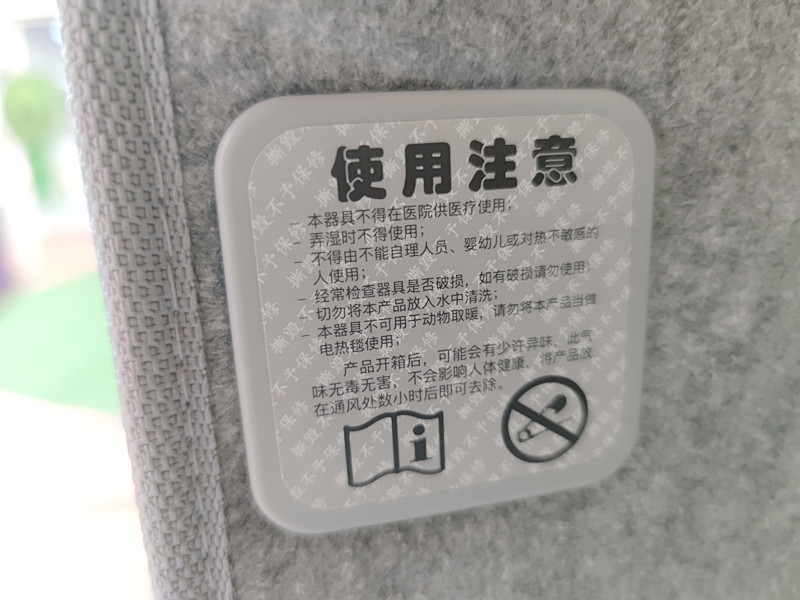 使用注意
– 本器具不得在医院供医疗使用；
– 弄湿时不得使用；
– 不得由不能自理人员、婴幼儿或对热不敏感的
人使用；
– 经常检查器具是否破损，如有破损请勿使用；
– 切勿将本产品放入水中清洗；
– 本器具不可用于动物取暖，请勿将本产品当做
电热毯使用；
产品开箱后，可能会有少许异味，此气
味无毒无害，不会影响人体健康，将产品放
在通风处数小时后即可去除。
撕毁不予保修